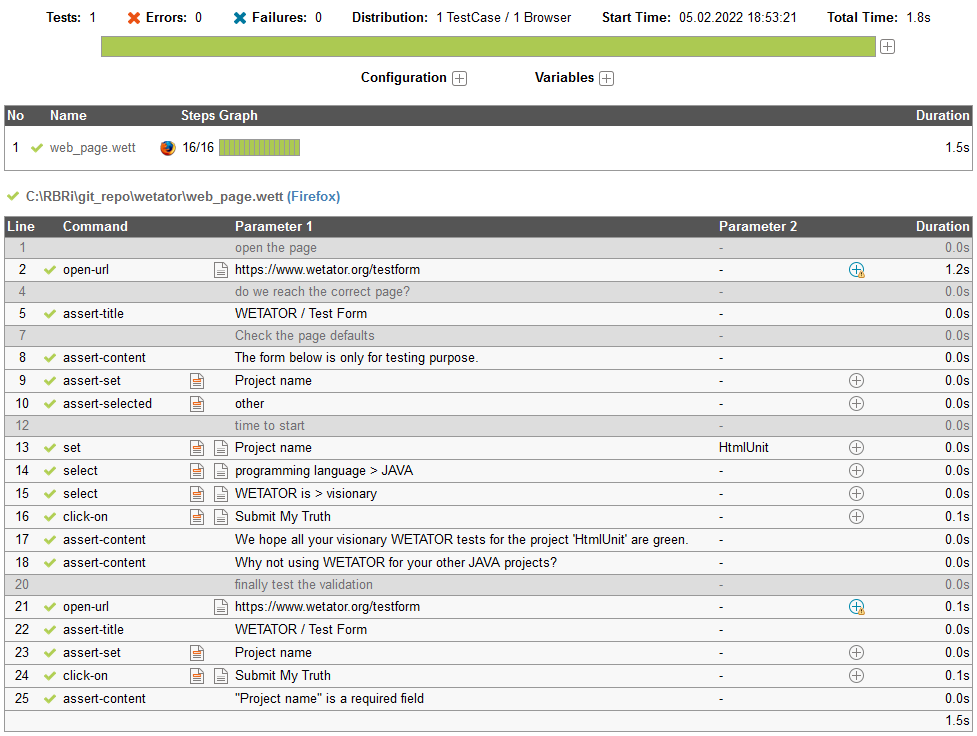 Tests: 1 Errors: 0 Failures: 0 Distribution: 1 TestCase / 1 Browser Start Time: 05.02.2022 18:53:21 Total Time: 1.8s
Configuration Variables
No Name Steps Graph Duration
1 web_page.wett 16/16 1.5s
C:\RBRi\git_repo\wetator\web_page.wett (Firefox)
Line Command Parameter 1 Parameter 2 Duration
1 open the page - 0.0s
2 open-url https://www.wetator.org/testform - 1.2s
4 do we reach the correct page? - 0.0s
5 assert-title WETATOR / Test Form - 0.0s
7 Check the page defaults - 0.0s
8 assert-content The form below is only for testing purpose. - 0.0s
9 assert-set Project name - 0.0s
10 assert-selected other - 0.0s
12 time to start - 0.0s
13 set Project name HtmlUnit 0.0s
14 select programming language > JAVA - 0.0s
15 select WETATOR is > visionary - 0.0s
16 click-on Submit My Truth - 0.1s
17 assert-content We hope all your visionary WETATOR tests for the project 'HtmlUnit' are green. - 0.0s
18 assert-content Why not using WETATOR for your other JAVA projects? - 0.0s
20 finally test the validation - 0.0s
21 open-url https://www.wetator.org/testform - 0.1s
22 assert-title WETATOR / Test Form - 0.0s
23 assert-set Project name - 0.0s
24 click-on Submit My Truth - 0.1s
25 assert-content "Project name" is a required field - 0.0s
1.5s